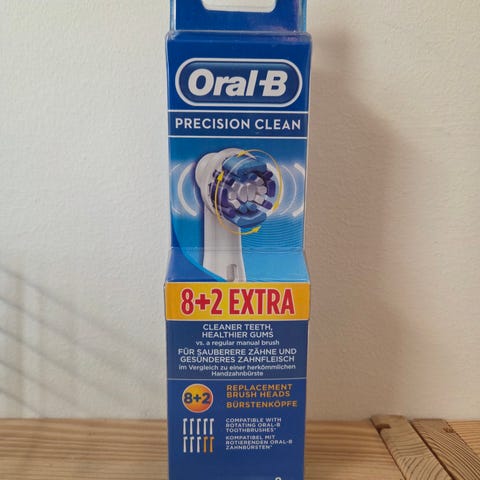 Oral-B
PRECISION CLEAN
8+2 EXTRA
CLEANER TEETH,
HEALTHIER GUMS
vs. a regular manual brush
FÜR SAUBERERE ZÄHNE UND
GESÜNDERES ZAHNFLEISCH
im Vergleich zu einer herkömmlichen
Handzahnbürste
8+2
REPLACEMENT
BRUSH HEADS
BÜRSTENKÖPFE
COMPATIBLE WITH
ROTATING ORAL-B
TOOTHBRUSHES*
KOMPATIBEL MIT
ROTIERENDEN ORAL-B
ZAHNBÜRSTEN*